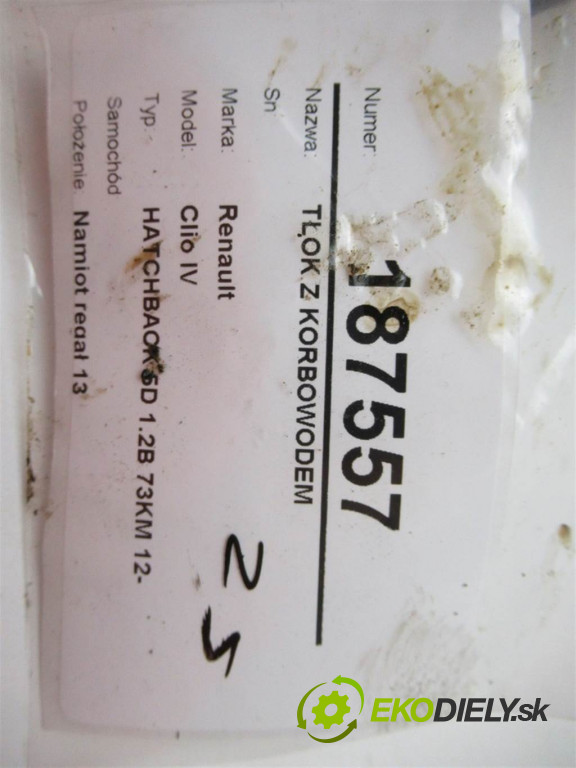 Numer: 187557
Nazwa: TŁOK Z KORBOWODEM
Sn
Marka: Renault
Model: Clio IV
Typ: HATCHBACK 5D 1.2B 73KM 12-
Samochód
Położenie Namiot regał 13
25
EKODIELY.sk